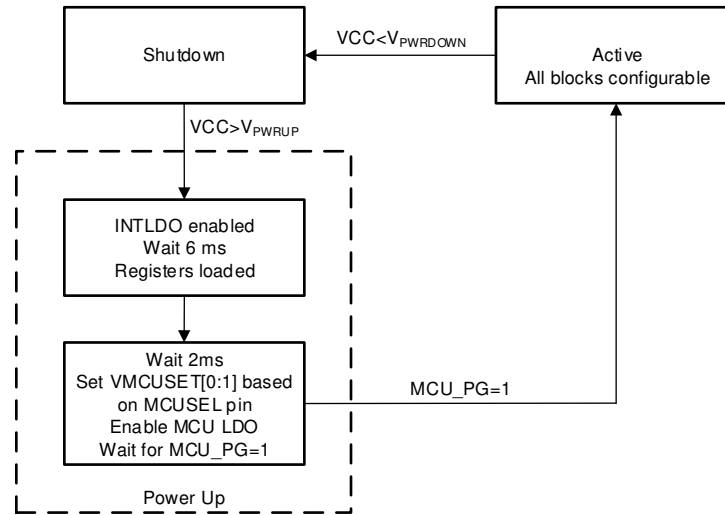 Shutdown
VCC<VPWRDOWN
Active
All blocks configurable
VCC>VPWRUP
INTLDO enabled
Wait 6 ms
Registers loaded
Wait 2ms
Set VMCUSET[0:1] based
on MCUSEL pin
Enable MCU LDO
Wait for MCU_PG=1
MCU_PG=1
Power Up